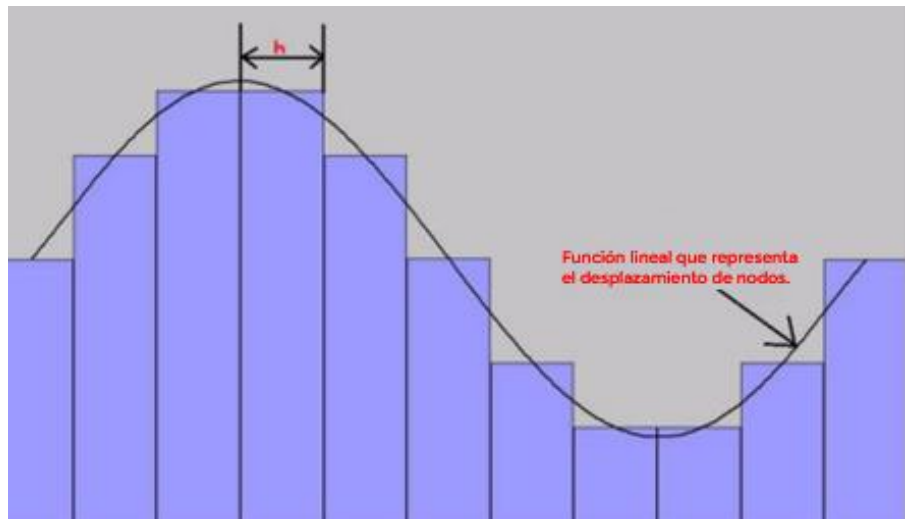 h
Función lineal que representa
el desplazamiento de nodos.